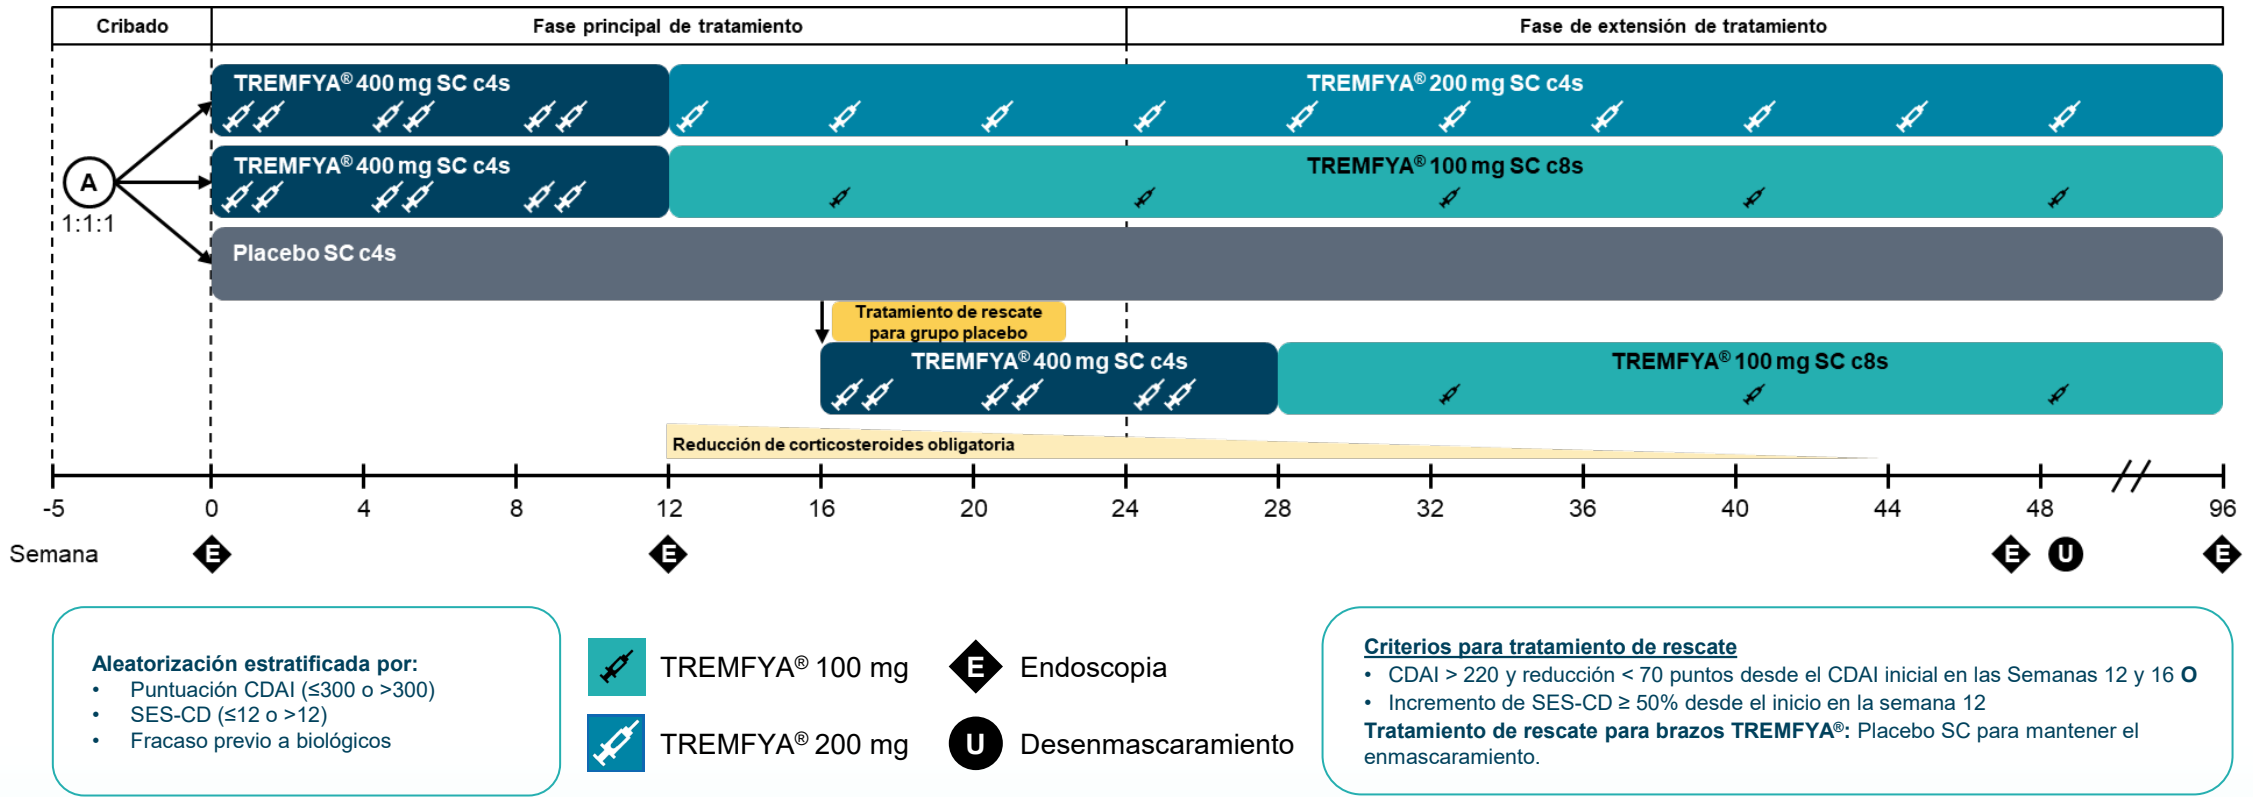 Cribado
Fase principal de tratamiento
Fase de extensión de tratamiento
TREMFYA® 400 mg SC c4s
TREMFYA® 200 mg SC c4s
TREMFYA® 400 mg SC c4s
TREMFYA® 100 mg SC c8s
A
1:1:1
Placebo SC c4s
Tratamiento de rescate
para grupo placebo
TREMFYA® 400 mg SC c4s
TREMFYA® 100 mg SC c8s
Reducción de corticosteroides obligatoria
-5 0 4 8 12 16 20 24 28 32 36 40 44 48 96
Semana E E E U E
Aleatorización estratificada por:
• Puntuación CDAI (≤300 o >300)
• SES-CD (≤12 o >12)
• Fracaso previo a biológicos
TREMFYA® 100 mg
TREMFYA® 200 mg
E Endoscopia
U Desenmascaramiento
Criterios para tratamiento de rescate
• CDAI > 220 y reducción < 70 puntos desde el CDAI inicial en las Semanas 12 y 16 O
• Incremento de SES-CD ≥ 50% desde el inicio en la semana 12
Tratamiento de rescate para brazos TREMFYA®: Placebo SC para mantener el
enmascaramiento.